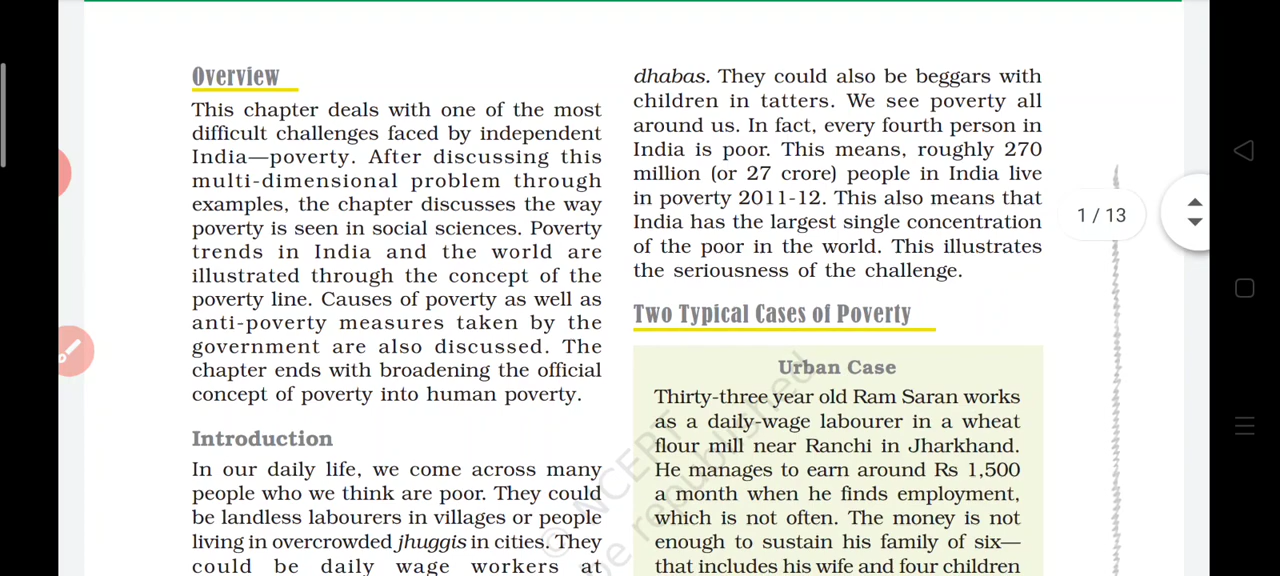 Overview
This chapter deals with one of the most
difficult challenges faced by independent
India—poverty. After discussing this
multi-dimensional problem through
examples, the chapter discusses the way
poverty is seen in social sciences. Poverty
trends in India and the world are
illustrated through the concept of the
poverty line. Causes of poverty as well as
anti-poverty measures taken by the
government are also discussed. The
chapter ends with broadening the official
concept of poverty into human poverty.
Introduction
In our daily life, we come across many
people who we think are poor. They could
be landless labourers in villages or people
living in overcrowded jhuggis in cities. They
could be daily wage workers at
dhabas. They could also be beggars with
children in tatters. We see poverty all
around us. In fact, every fourth person in
India is poor. This means, roughly 270
million (or 27 crore) people in India live
in poverty 2011-12. This also means that
India has the largest single concentration
of the poor in the world. This illustrates
the seriousness of the challenge.
Two Typical Cases of Poverty
Urban Case
Thirty-three year old Ram Saran works
as a daily-wage labourer in a wheat
flour mill near Ranchi in Jharkhand.
He manages to earn around Rs 1,500
a month when he finds employment,
which is not often. The money is not
enough to sustain his family of six—
that includes his wife and four children
1 / 13
© NCERT
be republished